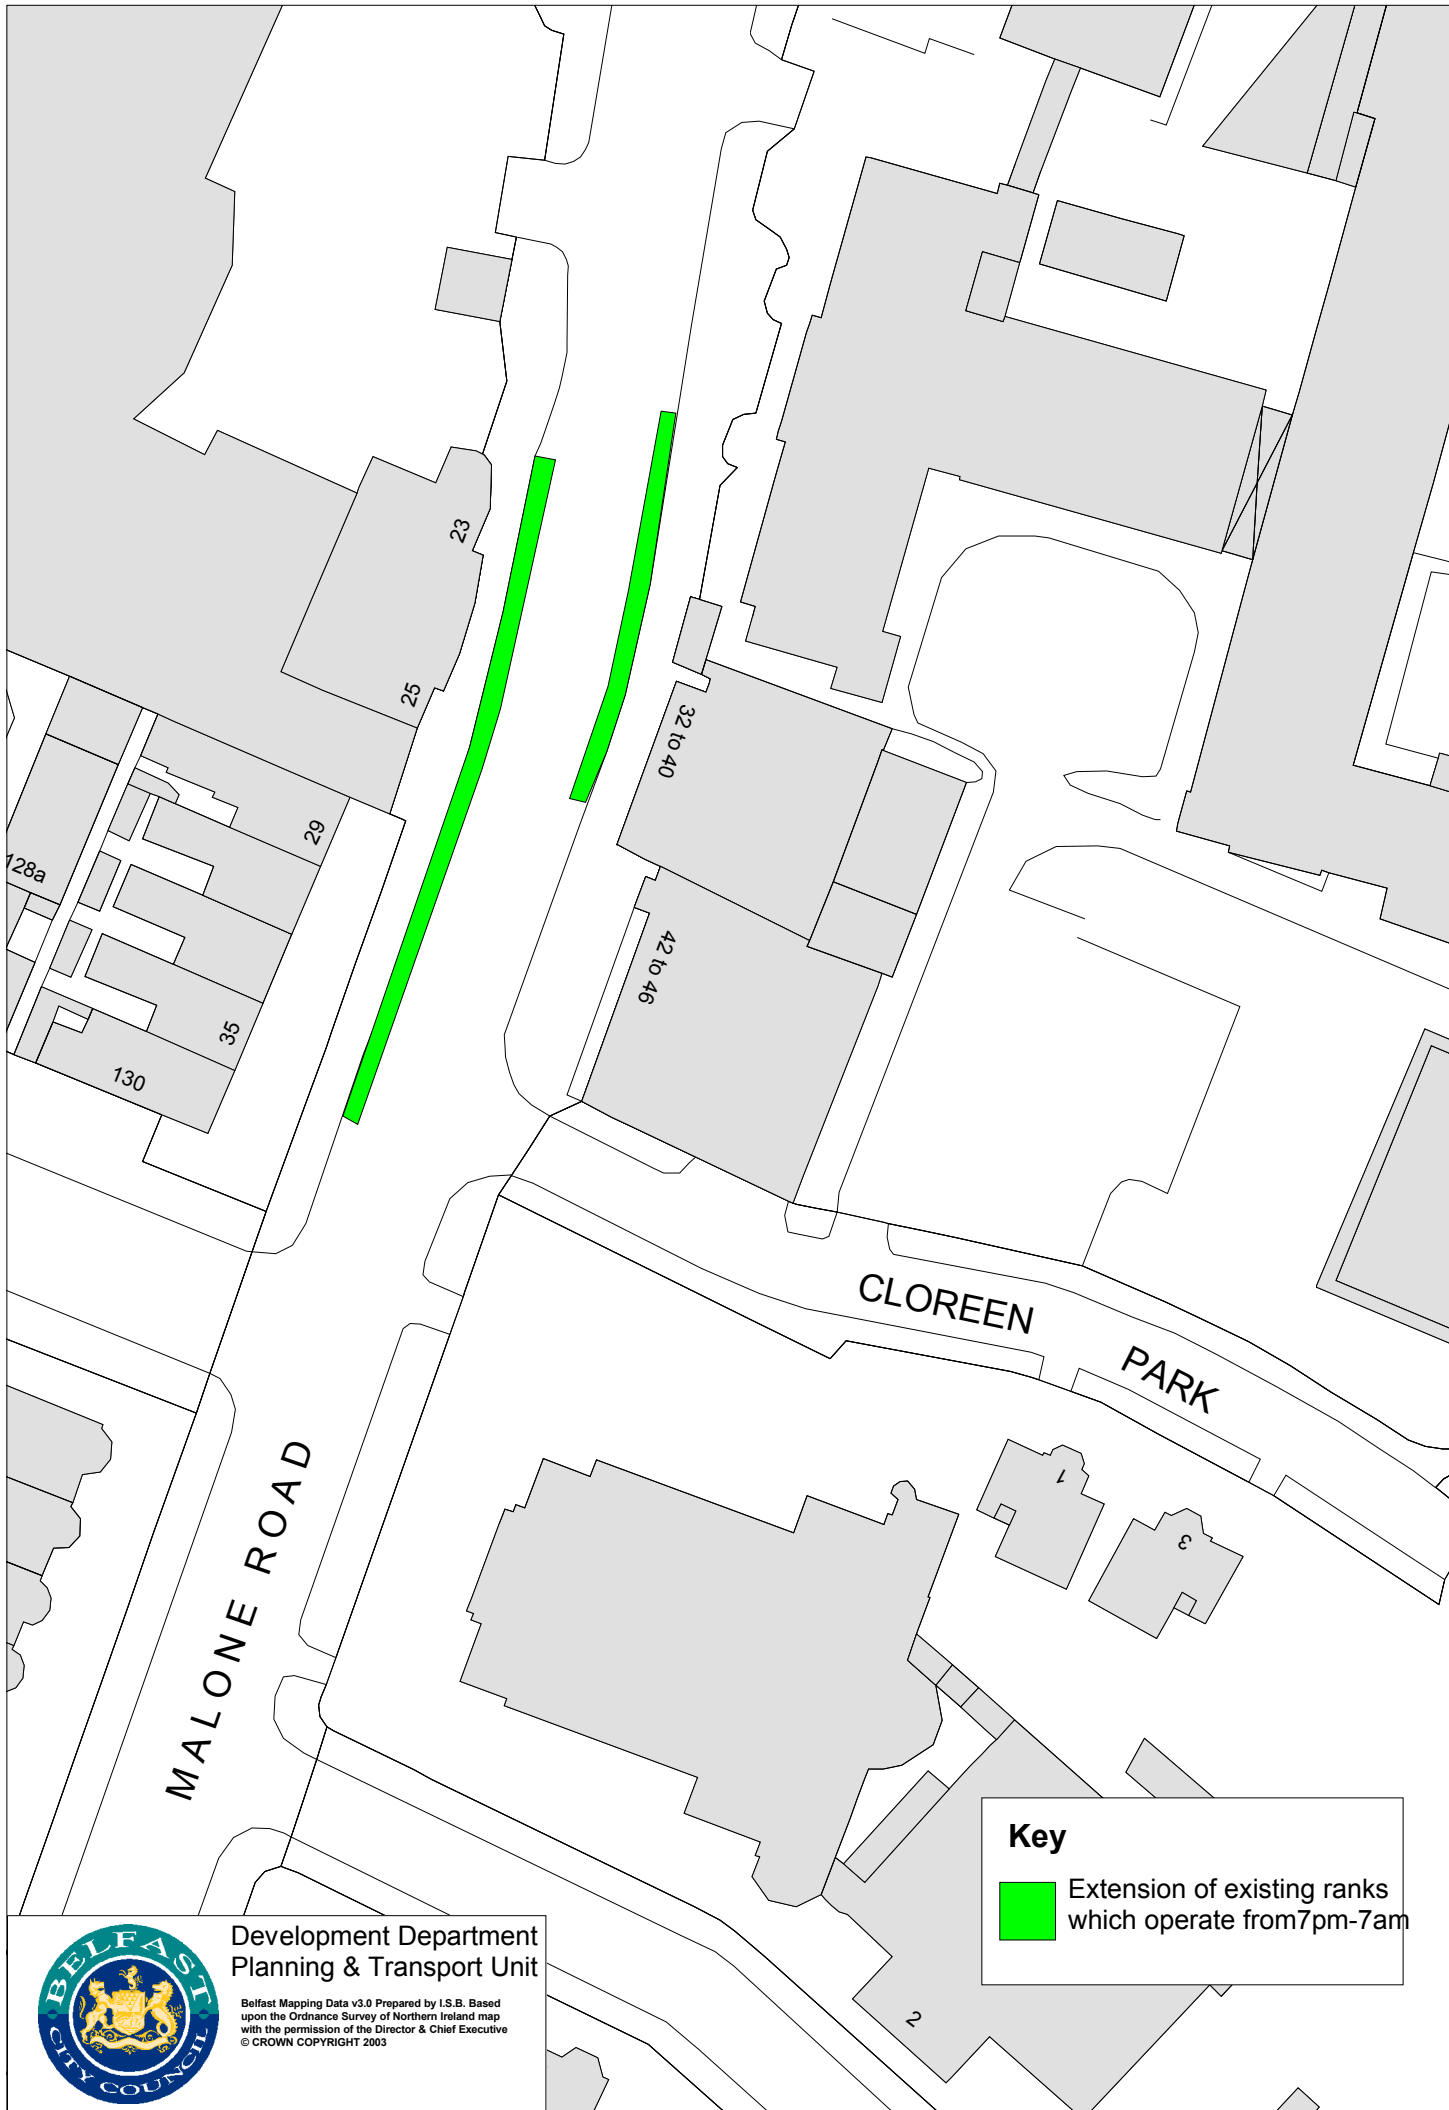 23
25
32 to 40
29
128a
42 to 46
35
130
CLOREEN
PARK
MALONE ROAD
1
3
Key
Extension of existing ranks
which operate from7pm-7am
2
BELFAST
CITY COUNCIL
Development Department
Planning & Transport Unit
Belfast Mapping Data v3.0 Prepared by I.S.B. Based
upon the Ordnance Survey of Northern Ireland map
with the permission of the Director & Chief Executive
© CROWN COPYRIGHT 2003